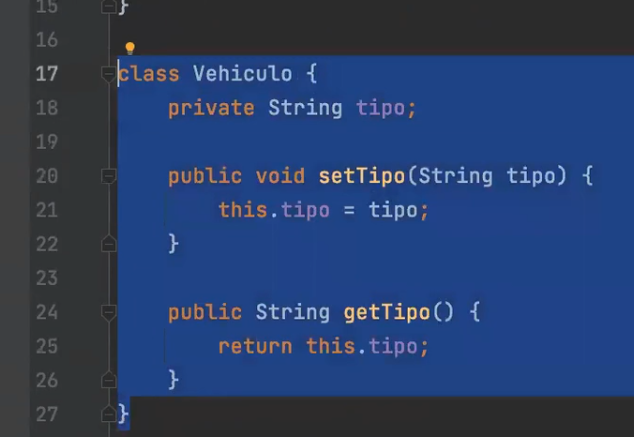 15 }
16
17 class Vehiculo {
18 private String tipo;
19
20 public void setTipo(String tipo) {
21 this.tipo = tipo;
22 }
23
24 public String getTipo() {
25 return this.tipo;
26 }
27 }